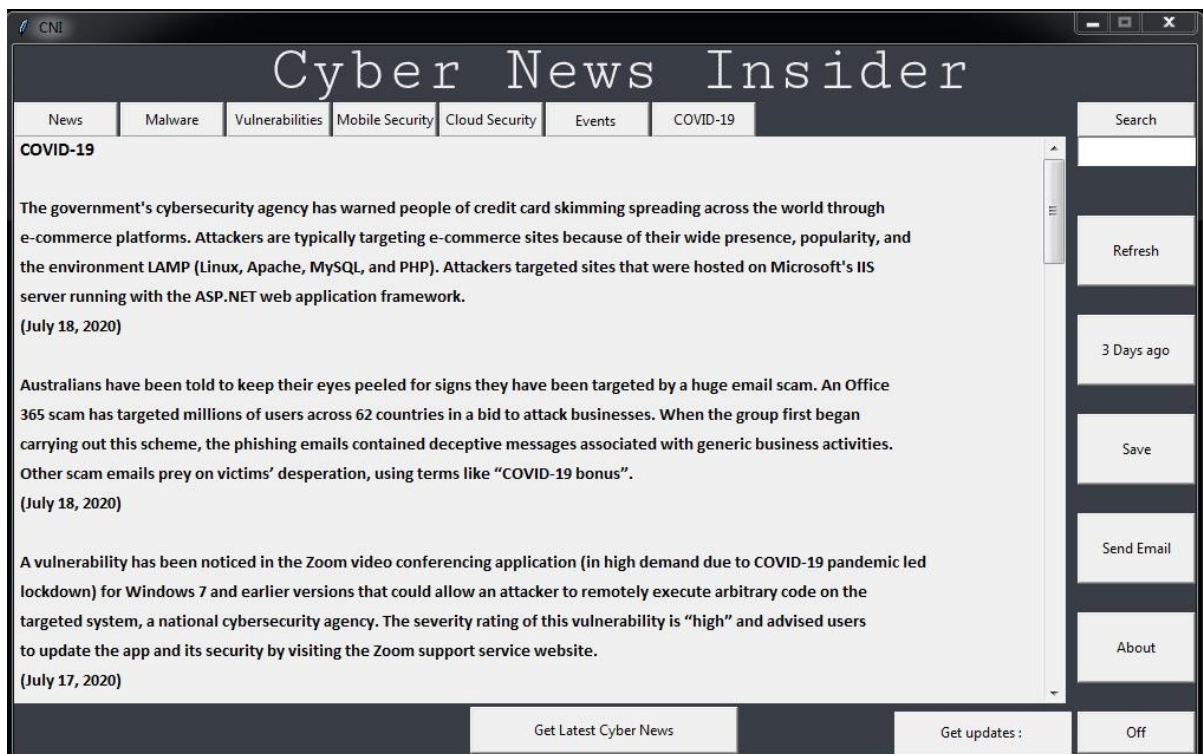 CNI
Cyber News Insider
News Malware Vulnerabilities Mobile Security Cloud Security Events COVID-19 Search
COVID-19
The government's cybersecurity agency has warned people of credit card skimming spreading across the world through
e-commerce platforms. Attackers are typically targeting e-commerce sites because of their wide presence, popularity, and
the environment LAMP (Linux, Apache, MySQL, and PHP). Attackers targeted sites that were hosted on Microsoft's IIS
server running with the ASP.NET web application framework.
(July 18, 2020)
Australians have been told to keep their eyes peeled for signs they have been targeted by a huge email scam. An Office
365 scam has targeted millions of users across 62 countries in a bid to attack businesses. When the group first began
carrying out this scheme, the phishing emails contained deceptive messages associated with generic business activities.
Other scam emails prey on victims’ desperation, using terms like “COVID-19 bonus”.
(July 18, 2020)
A vulnerability has been noticed in the Zoom video conferencing application (in high demand due to COVID-19 pandemic led
lockdown) for Windows 7 and earlier versions that could allow an attacker to remotely execute arbitrary code on the
targeted system, a national cybersecurity agency. The severity rating of this vulnerability is “high” and advised users
to update the app and its security by visiting the Zoom support service website.
(July 17, 2020)
Refresh
3 Days ago
Save
Send Email
About
Get Latest Cyber News
Get updates :
Off